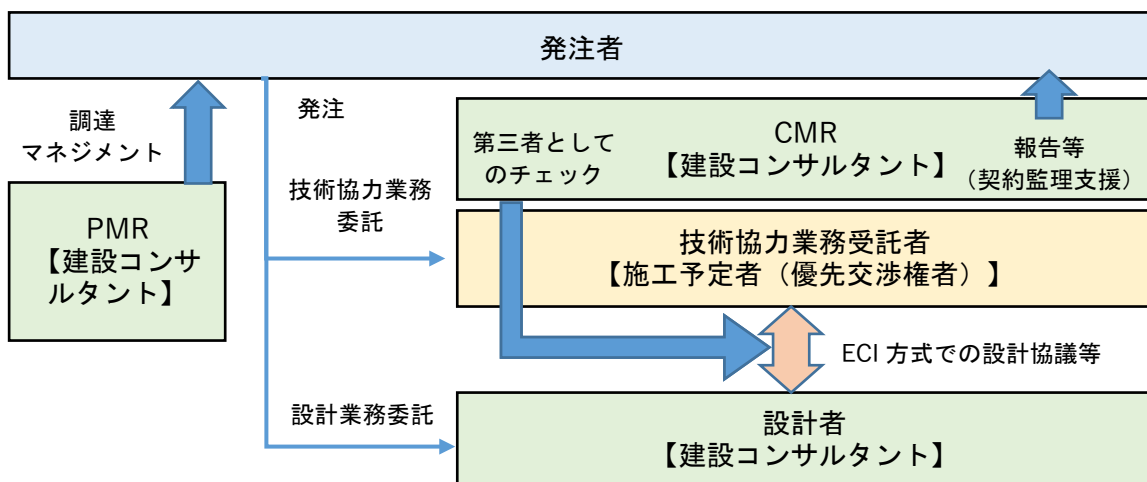 発注者
調達
マネジメント
発注
第三者として
のチェック
CMR
【建設コンサルタント】
報告等
（契約監理支援）
PMR
【建設コンサ
ルタント】
技術協力業務
委託
技術協力業務受託者
【施工予定者（優先交渉権者）】
ECI 方式での設計協議等
設計業務委託
設計者
【建設コンサルタント】